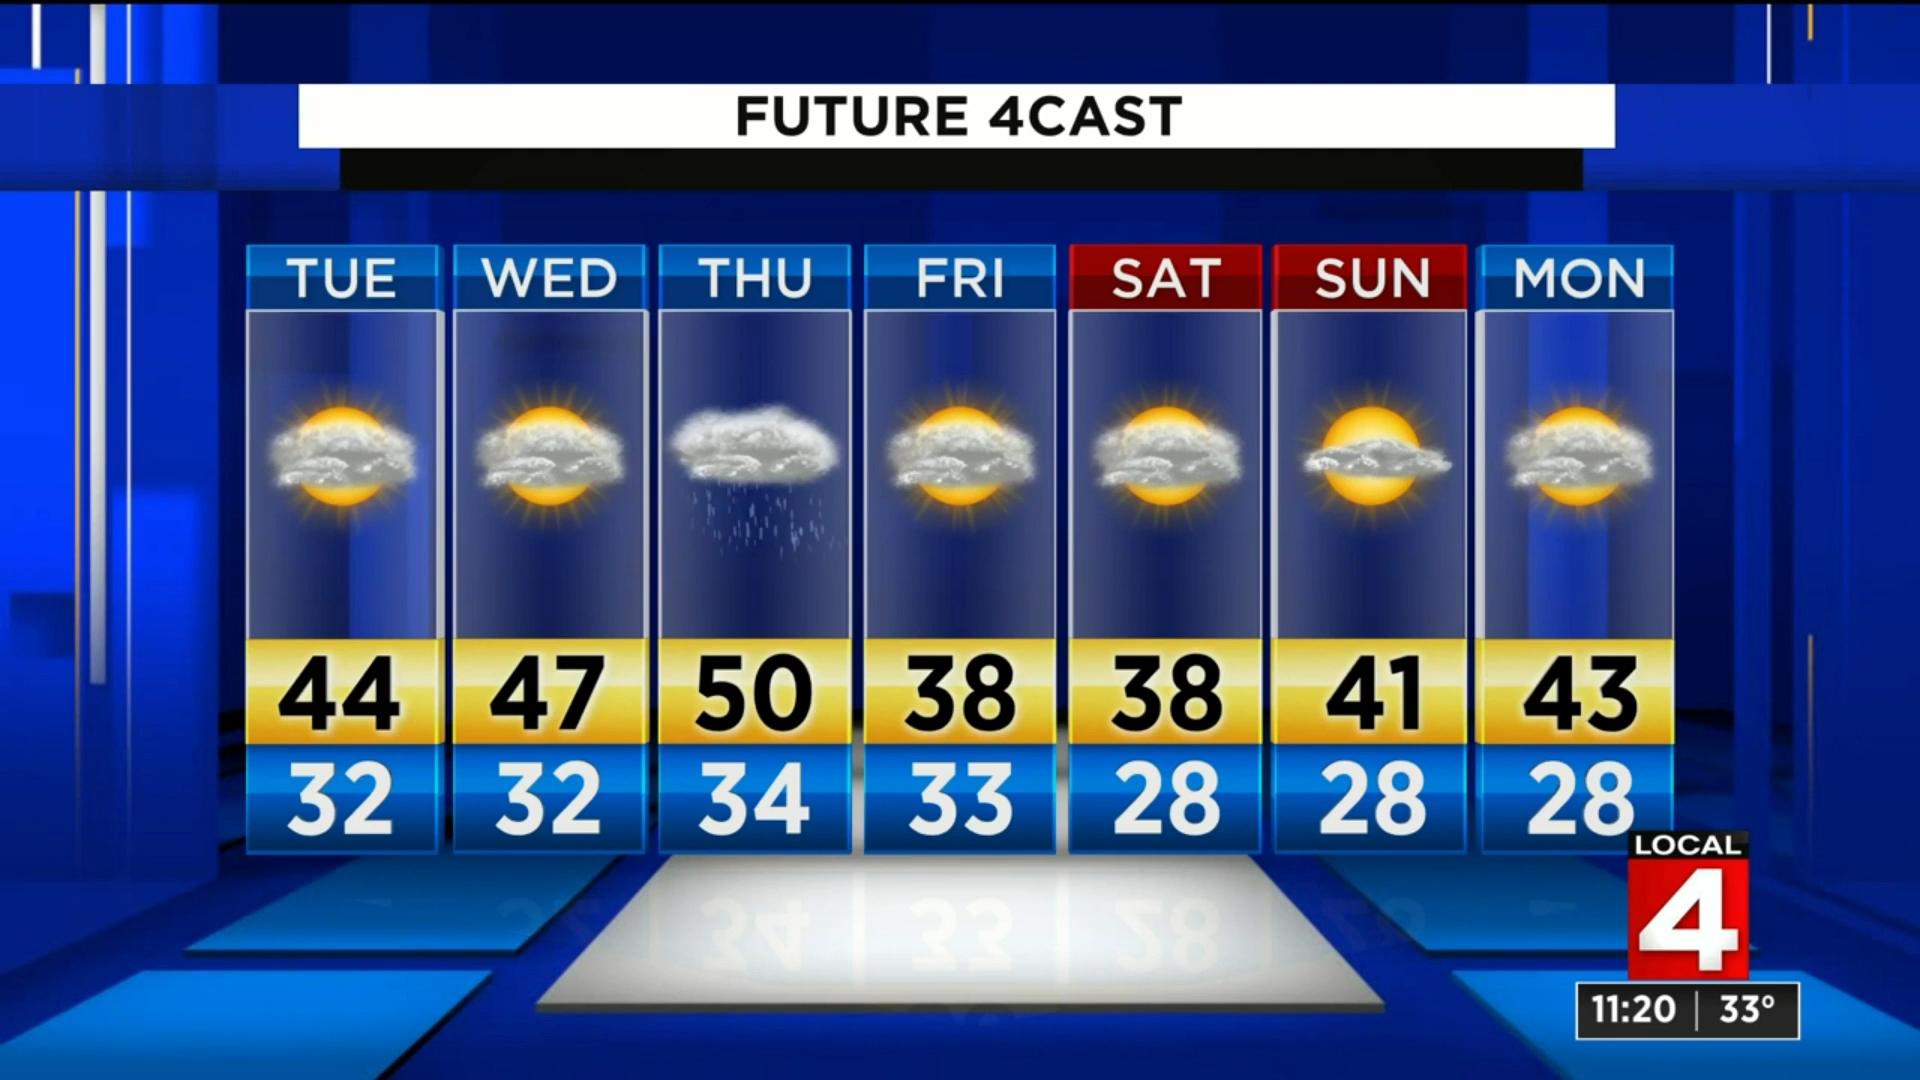 FUTURE 4CAST
TUE WED THU FRI SAT SUN MON
44 47 50 38 38 41 43
32 32 34 33 28 28 28
LOCAL
4
11:20 33°